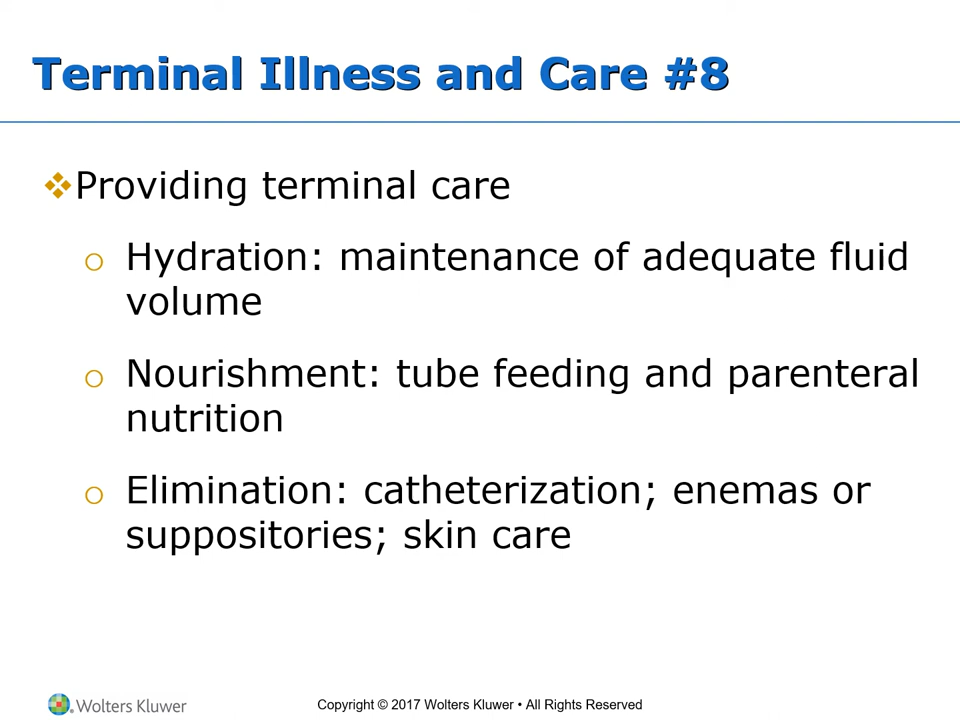 Terminal Illness and Care #8
❖Providing terminal care
o Hydration: maintenance of adequate fluid
volume
o Nourishment: tube feeding and parenteral
nutrition
o Elimination: catheterization; enemas or
suppositories; skin care
Wolters Kluwer
Copyright © 2017 Wolters Kluwer • All Rights Reserved